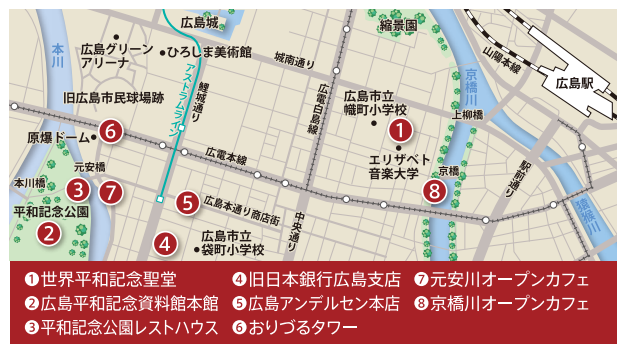 広島城
縮景園
本川
広島グリーン
アリーナ
ひろしま美術館
城南通り
京橋川
山陽本線
広島駅
アストラムライン
鯉城通り
広電白島線
旧広島市民球場跡
広島市立
幟町小学校
上柳橋
原爆ドーム
6
1
エリザベト
音楽大学
広電本線
元安橋
本川橋
3
7
京橋
8
駅前通り
平和記念公園
2
5
広島本通り商店街
中央通り
猿猴川
4
広島市立
袋町小学校
❶世界平和記念聖堂
❷広島平和記念資料館本館
❸平和記念公園レストハウス
❹旧日本銀行広島支店
❺広島アンデルセン本店
❻おりづるタワー
❼元安川オープンカフェ
❽京橋川オープンカフェ